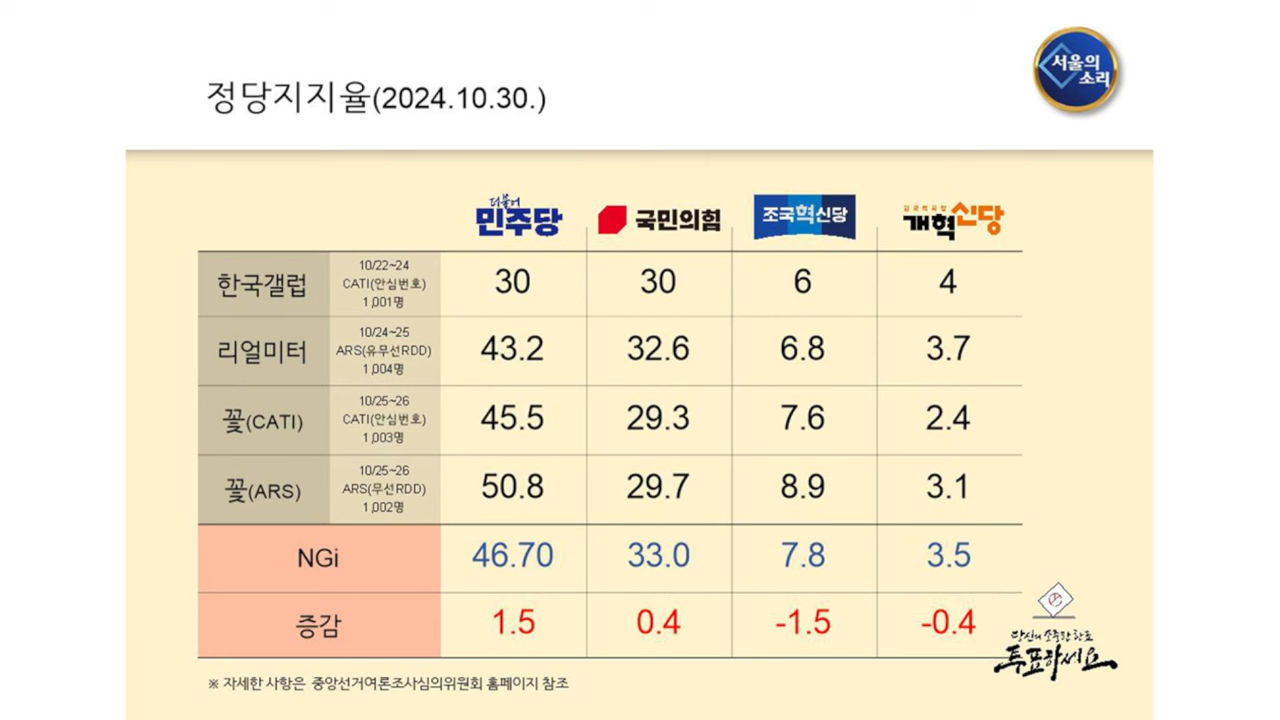 서울의
소리
정당지지율(2024.10.30.)
더불어
민주당
국민의힘
조국혁신당
개혁신당
한국갤럽
10/22~24
CATI(안심번호)
1,001명
30
30
6
4
리얼미터
10/24~25
ARS(유무선RDD)
1,004명
43.2
32.6
6.8
3.7
꽃(CATI)
10/25~26
CATI(안심번호)
1,003명
45.5
29.3
7.6
2.4
꽃(ARS)
10/25~26
ARS(무선RDD)
1,002명
50.8
29.7
8.9
3.1
NGi
46.70
33.0
7.8
3.5
증감
1.5
0.4
-1.5
-0.4
당신의 소중한 한 표
투표하세요
※ 자세한 사항은 중앙선거여론조사심의위원회 홈페이지 참조